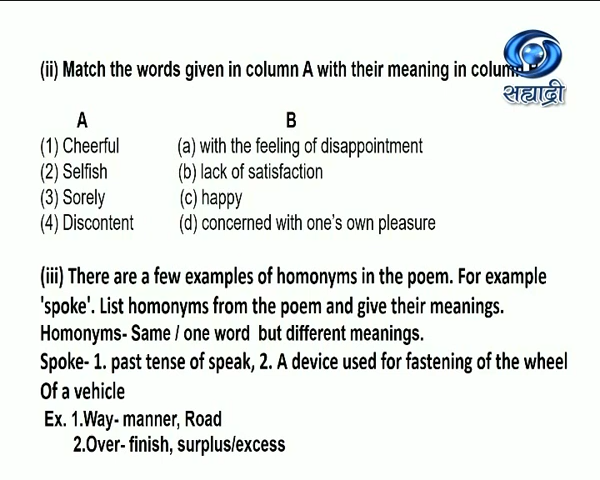 (ii) Match the words given in column A with their meaning in column
सह्याद्री
A B
(1) Cheerful (a) with the feeling of disappointment
(2) Selfish (b) lack of satisfaction
(3) Sorely (c) happy
(4) Discontent (d) concerned with one's own pleasure
(iii) There are a few examples of homonyms in the poem. For example
'spoke'. List homonyms from the poem and give their meanings.
Homonyms- Same / one word but different meanings.
Spoke- 1. past tense of speak, 2. A device used for fastening of the wheel
Of a vehicle
Ex. 1.Way- manner, Road
2.Over- finish, surplus/excess